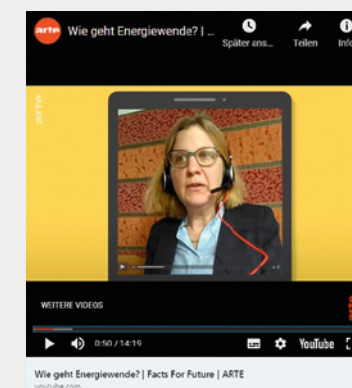 arte
Wie geht Energiewende? | ...
Später ans...
Teilen
Info
arte
WEITERE VIDEOS
arte
0:50 / 14:19
YouTube
Wie geht Energiewende? | Facts For Future | ARTE
youtube.com